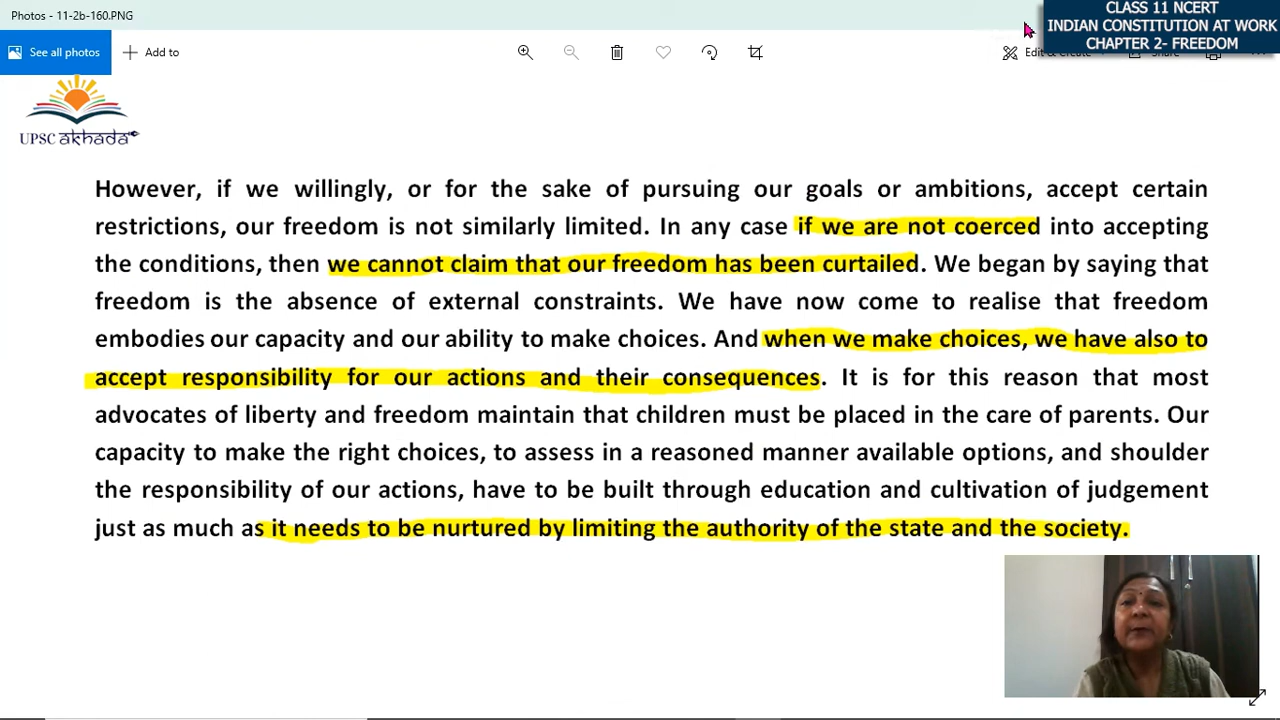 Photos - 11-2b-160.PNG
CLASS 11 NCERT
INDIAN CONSTITUTION AT WORK
CHAPTER 2- FREEDOM
See all photos
Add to
Edit & Create
Share
UPSC akhada
However, if we willingly, or for the sake of pursuing our goals or ambitions, accept certain
restrictions, our freedom is not similarly limited. In any case if we are not coerced into accepting
the conditions, then we cannot claim that our freedom has been curtailed. We began by saying that
freedom is the absence of external constraints. We have now come to realise that freedom
embodies our capacity and our ability to make choices. And when we make choices, we have also to
accept responsibility for our actions and their consequences. It is for this reason that most
advocates of liberty and freedom maintain that children must be placed in the care of parents. Our
capacity to make the right choices, to assess in a reasoned manner available options, and shoulder
the responsibility of our actions, have to be built through education and cultivation of judgement
just as much as it needs to be nurtured by limiting the authority of the state and the society.